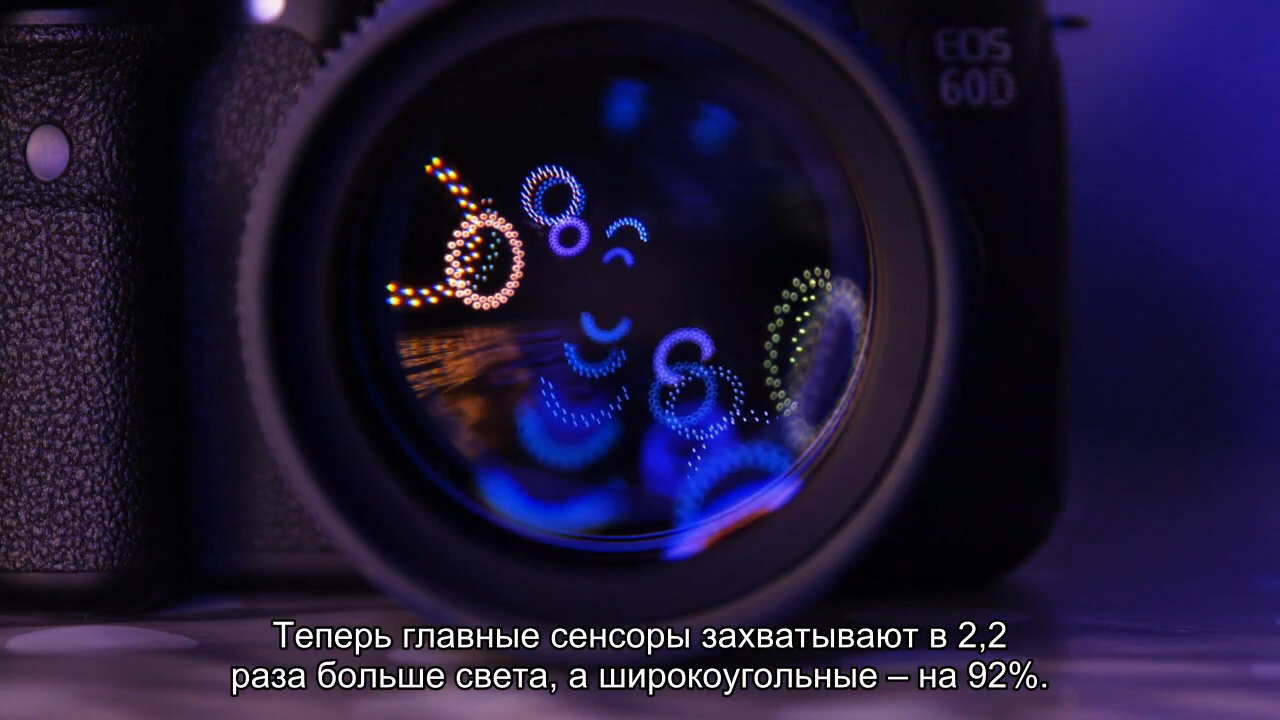 EOS
60D
Теперь главные сенсоры захватывают в 2,2
раза больше света, а широкоугольные – на 92%.